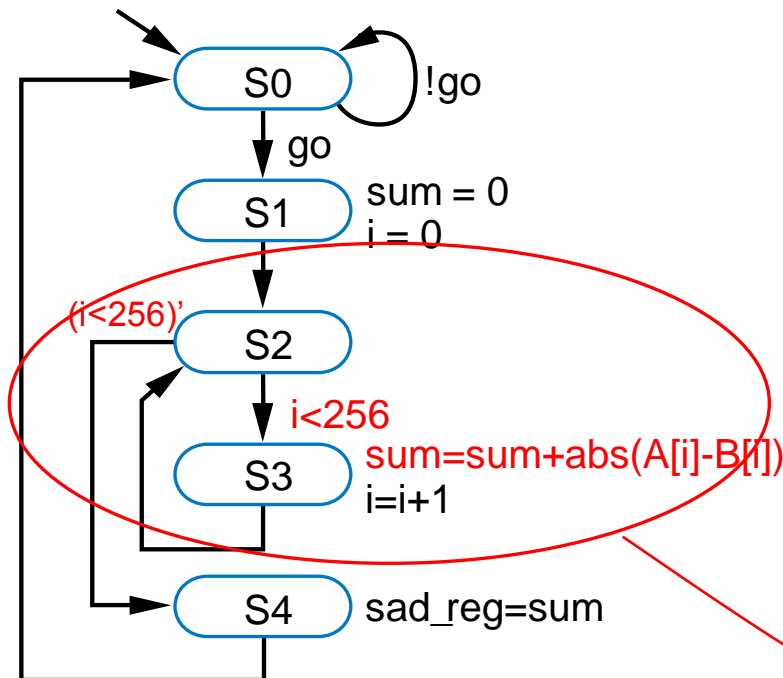 S0
!go
go
S1
sum = 0
i = 0
(i<256)’
S2
i<256
S3
sum=sum+abs(A[i]-B[i])
i=i+1
S4
sad_reg=sum